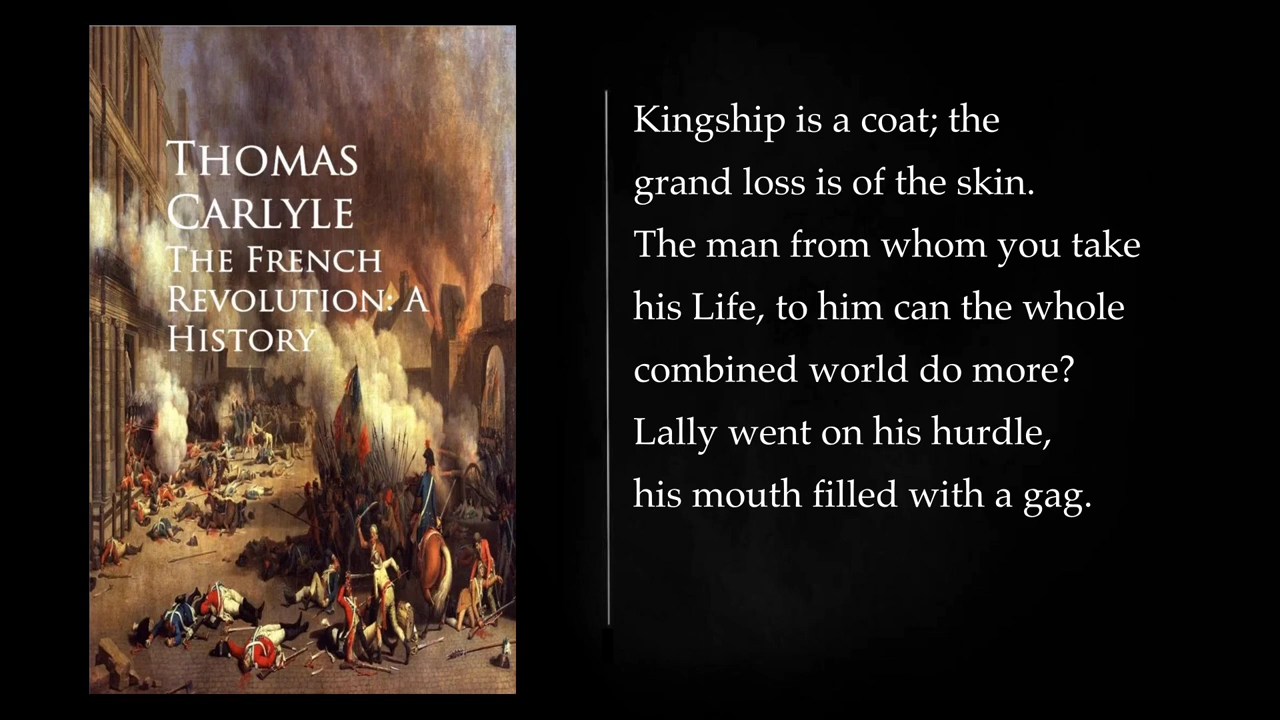 THOMAS
CARLYLE
THE FRENCH
REVOLUTION: A
HISTORY
Kingship is a coat; the
grand loss is of the skin.
The man from whom you take
his Life, to him can the whole
combined world do more?
Lally went on his hurdle,
his mouth filled with a gag.